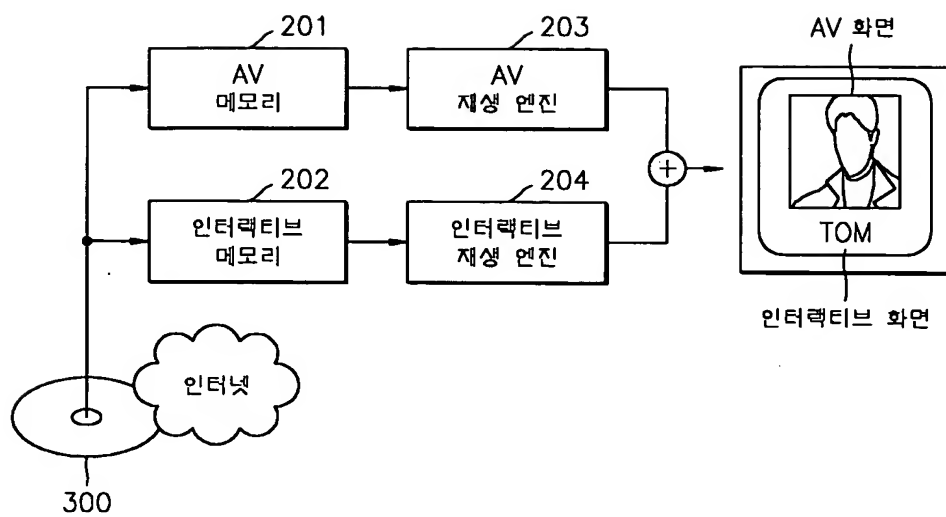 201
203
AV 화면
AV
메모리
AV
재생 엔진
202
204
인터랙티브
메모리
인터랙티브
재생 엔진
TOM
인터랙티브 화면
인터넷
300